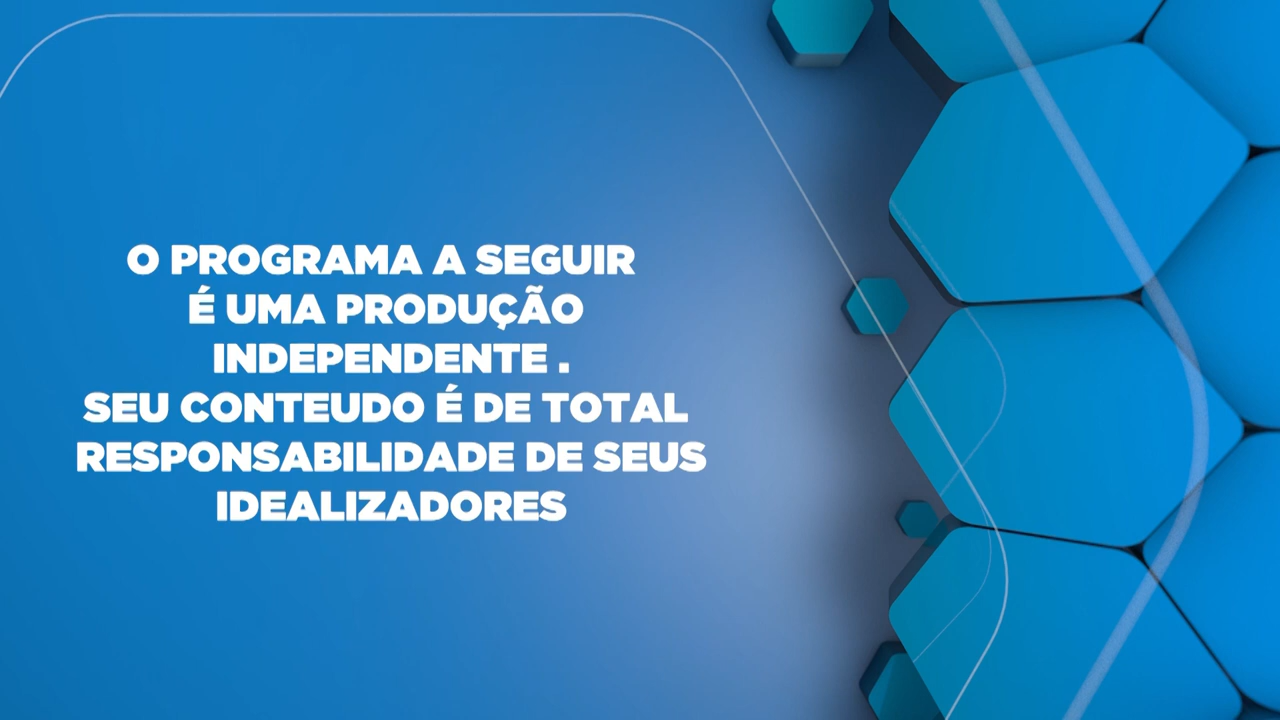 O PROGRAMA A SEGUIR
É UMA PRODUÇÃO
INDEPENDENTE .
SEU CONTEUDO É DE TOTAL
RESPONSABILIDADE DE SEUS
IDEALIZADORES